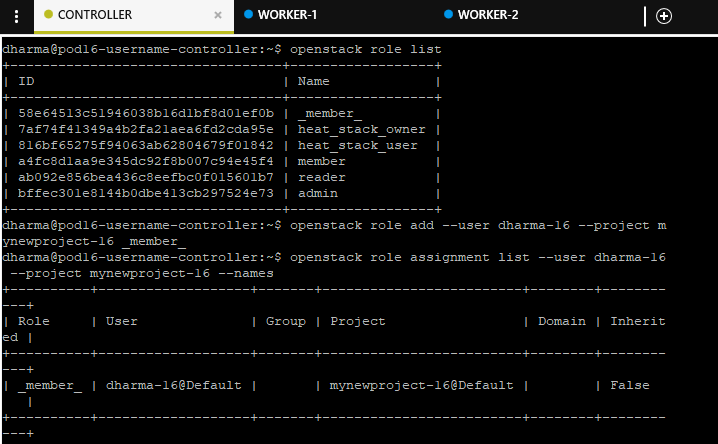 CONTROLLER × WORKER-1 WORKER-2
dharma@pod16-username-controller:~$ openstack role list
+----------------------------------+------------------+
| ID                               | Name             |
+----------------------------------+------------------+
| 58e64513c51946038b16d1bf8d01ef0b | _member_         |
| 7af74f41349a4b2fa21aea6fd2cda95e | heat_stack_owner |
| 816bf65275f94063ab62804679f01842 | heat_stack_user  |
| a4fc8d1aa9e345dc92f8b007c94e45f4 | member           |
| ab092e856bea436c8eefbc0f015601b7 | reader           |
| bffec301e8144b0dbe413cb297524e73 | admin            |
+----------------------------------+------------------+
dharma@pod16-username-controller:~$ openstack role add --user dharma-16 --project m
ynewproject-16 _member_
dharma@pod16-username-controller:~$ openstack role assignment list --user dharma-16
 --project mynewproject-16 --names
+----------+-------------------+-------+------------------------+--------+-------
---+
| Role     | User              | Group | Project                | Domain | Inherit
ed |
+----------+-------------------+-------+------------------------+--------+-------
---+
| _member_ | dharma-16@Default |       | mynewproject-16@Default |        | False
   |
+----------+-------------------+-------+------------------------+--------+-------
---+